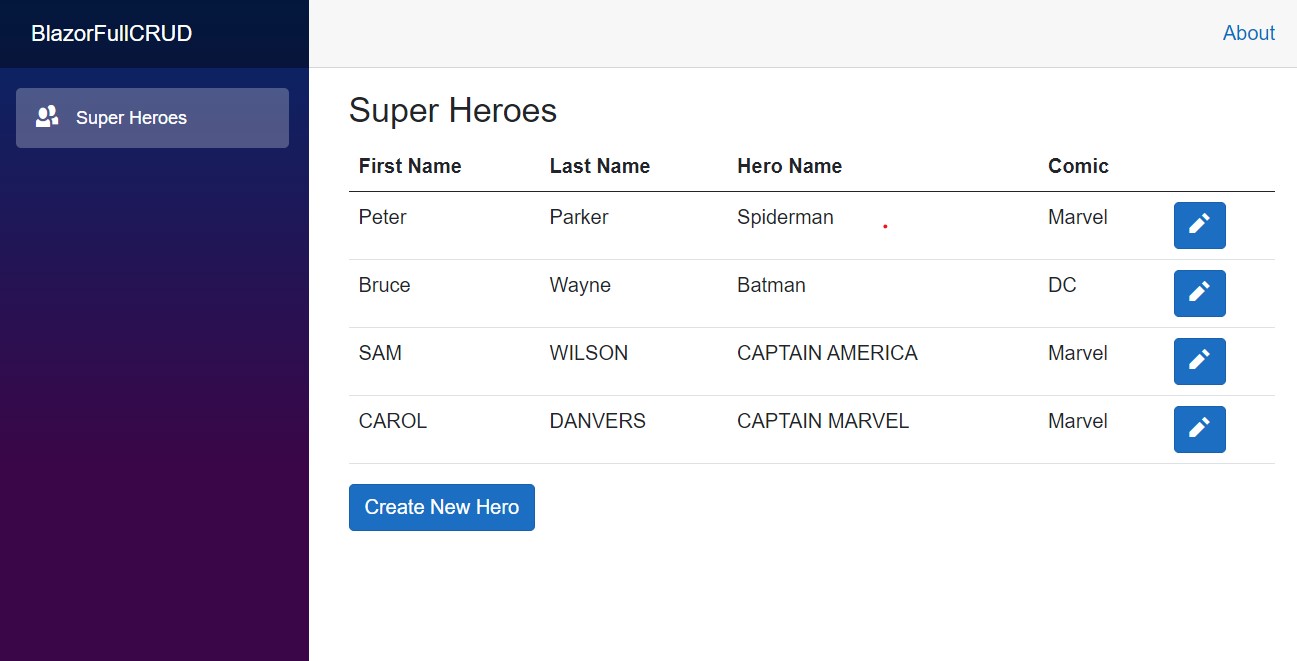 BlazorFullCRUD
About
Super Heroes
Super Heroes
First Name Last Name Hero Name Comic
Peter Parker Spiderman Marvel
Bruce Wayne Batman DC
SAM WILSON CAPTAIN AMERICA Marvel
CAROL DANVERS CAPTAIN MARVEL Marvel
Create New Hero